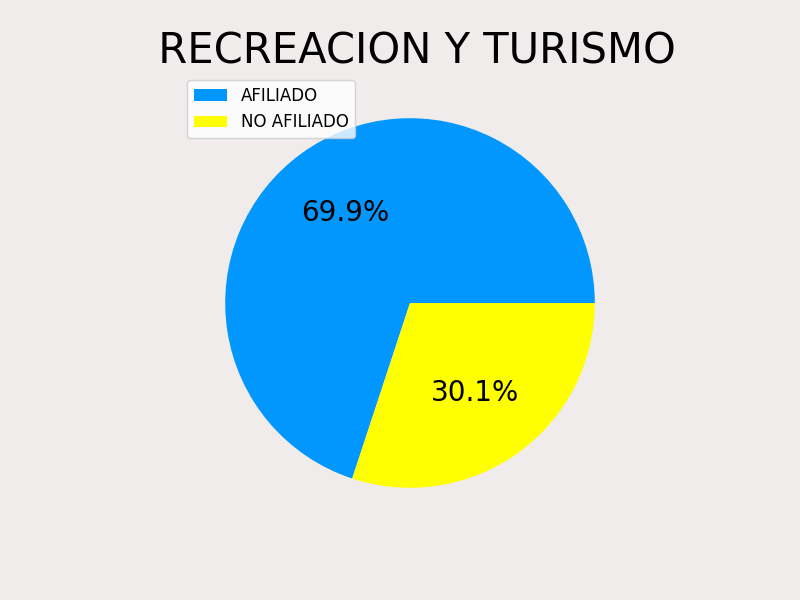 RECREACION Y TURISMO
AFILIADO
NO AFILIADO
69.9%
30.1%